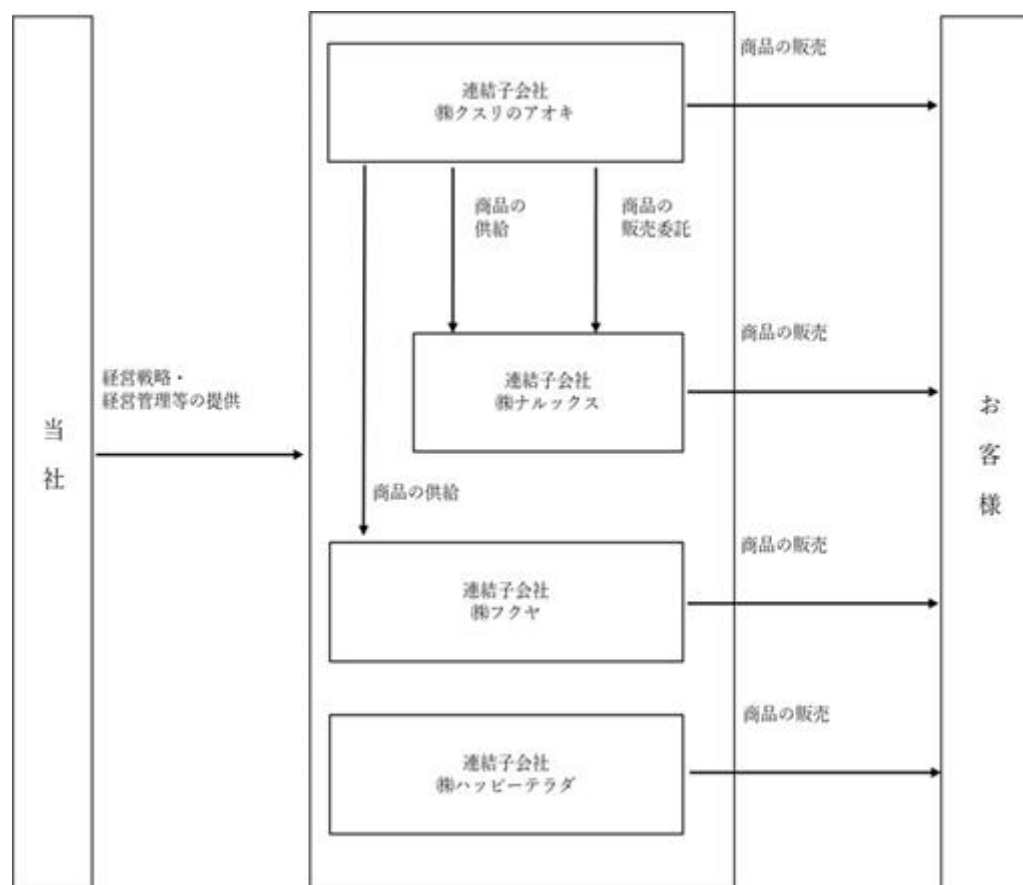 当社
経営戦略・
経営管理等の提供
連結子会社
㈱クスリのアオキ
商品の販売
商品の
供給
商品の
販売委託
連結子会社
㈱ナルックス
商品の販売
商品の供給
連結子会社
㈱フクヤ
商品の販売
連結子会社
㈱ハッピーテラダ
商品の販売
お客様